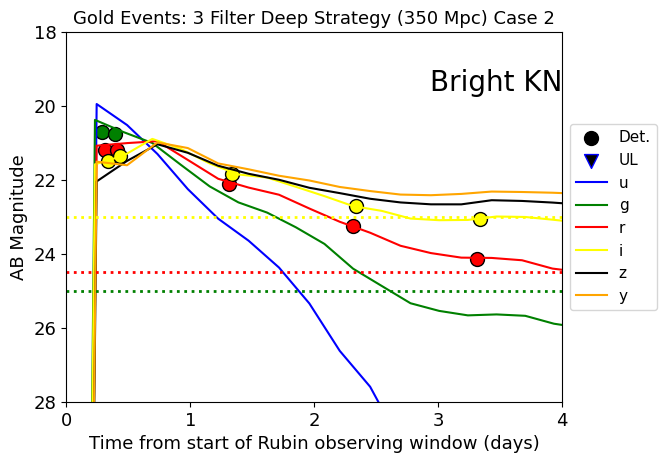 Gold Events: 3 Filter Deep Strategy (350 Mpc) Case 2
18
20
22
24
26
28
AB Magnitude
Bright KN
0 1 2 3 4
Time from start of Rubin observing window (days)
Det.
UL
u
g
r
i
z
y